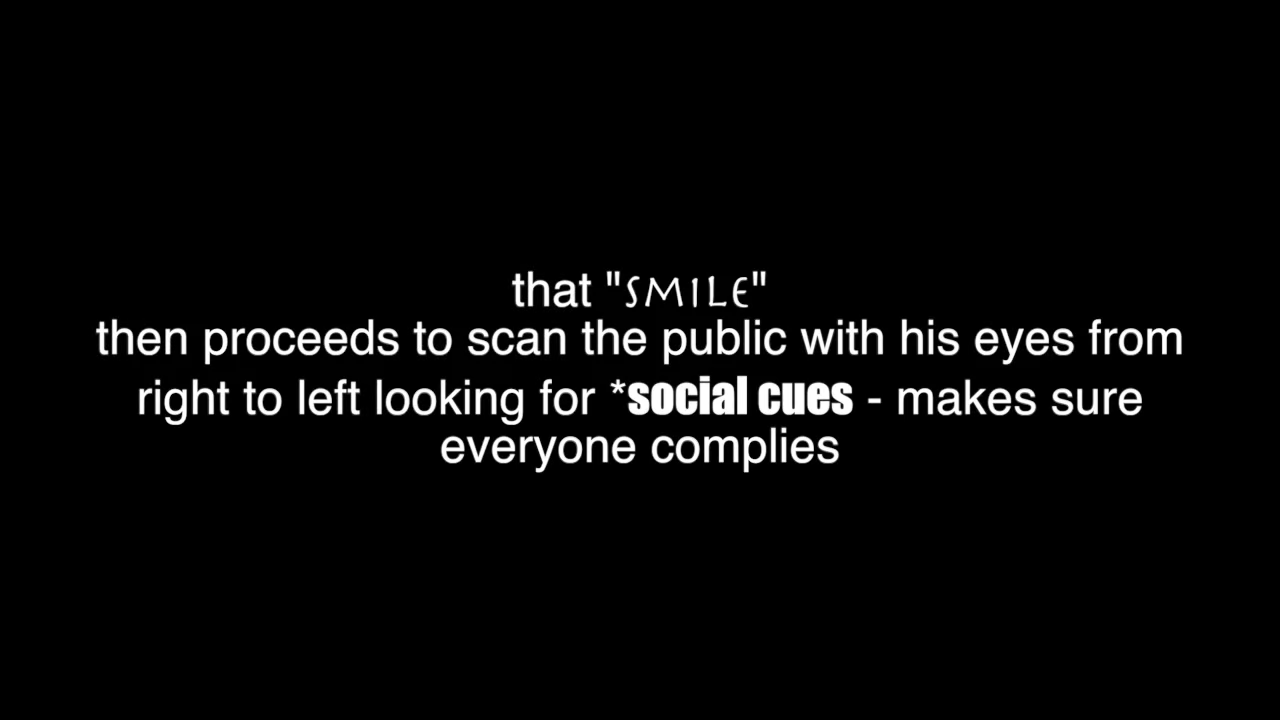 that "SMILE"
then proceeds to scan the public with his eyes from
right to left looking for *social cues - makes sure
everyone complies